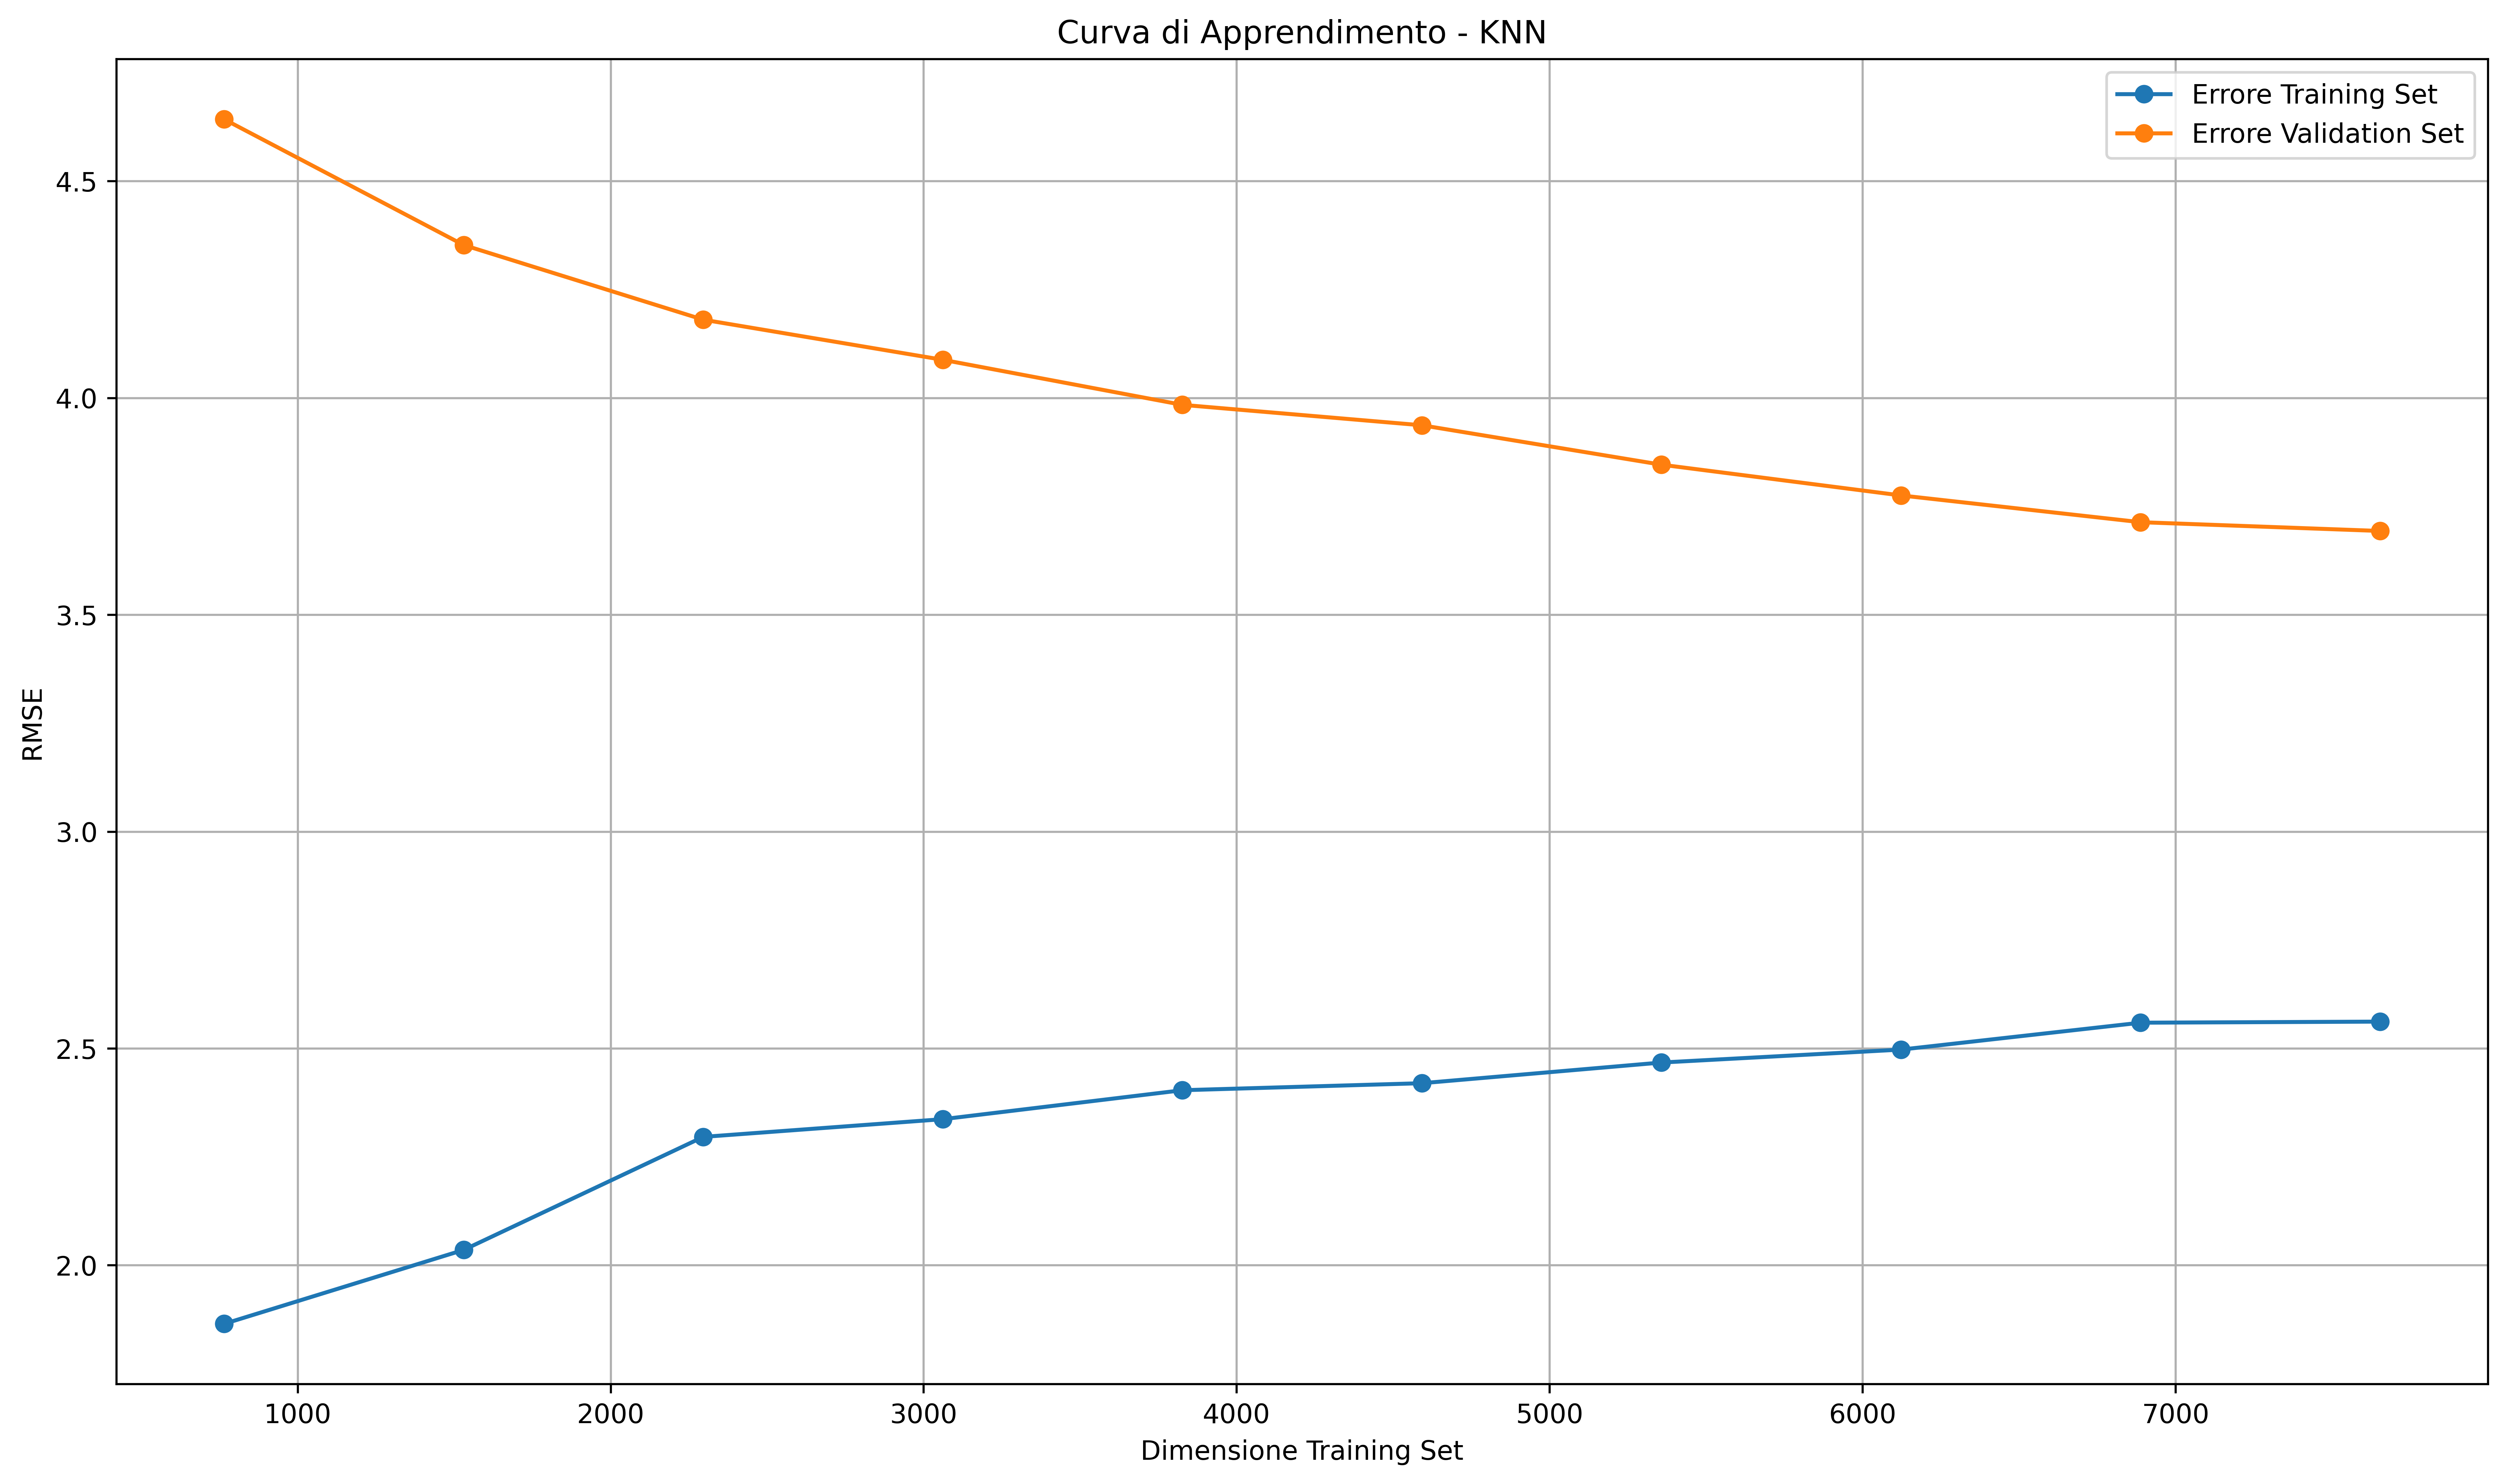 Curva di Apprendimento - KNN
Errore Training Set
Errore Validation Set
4.5
4.0
3.5
3.0
2.5
2.0
RMSE
1000 2000 3000 4000 5000 6000 7000
Dimensione Training Set